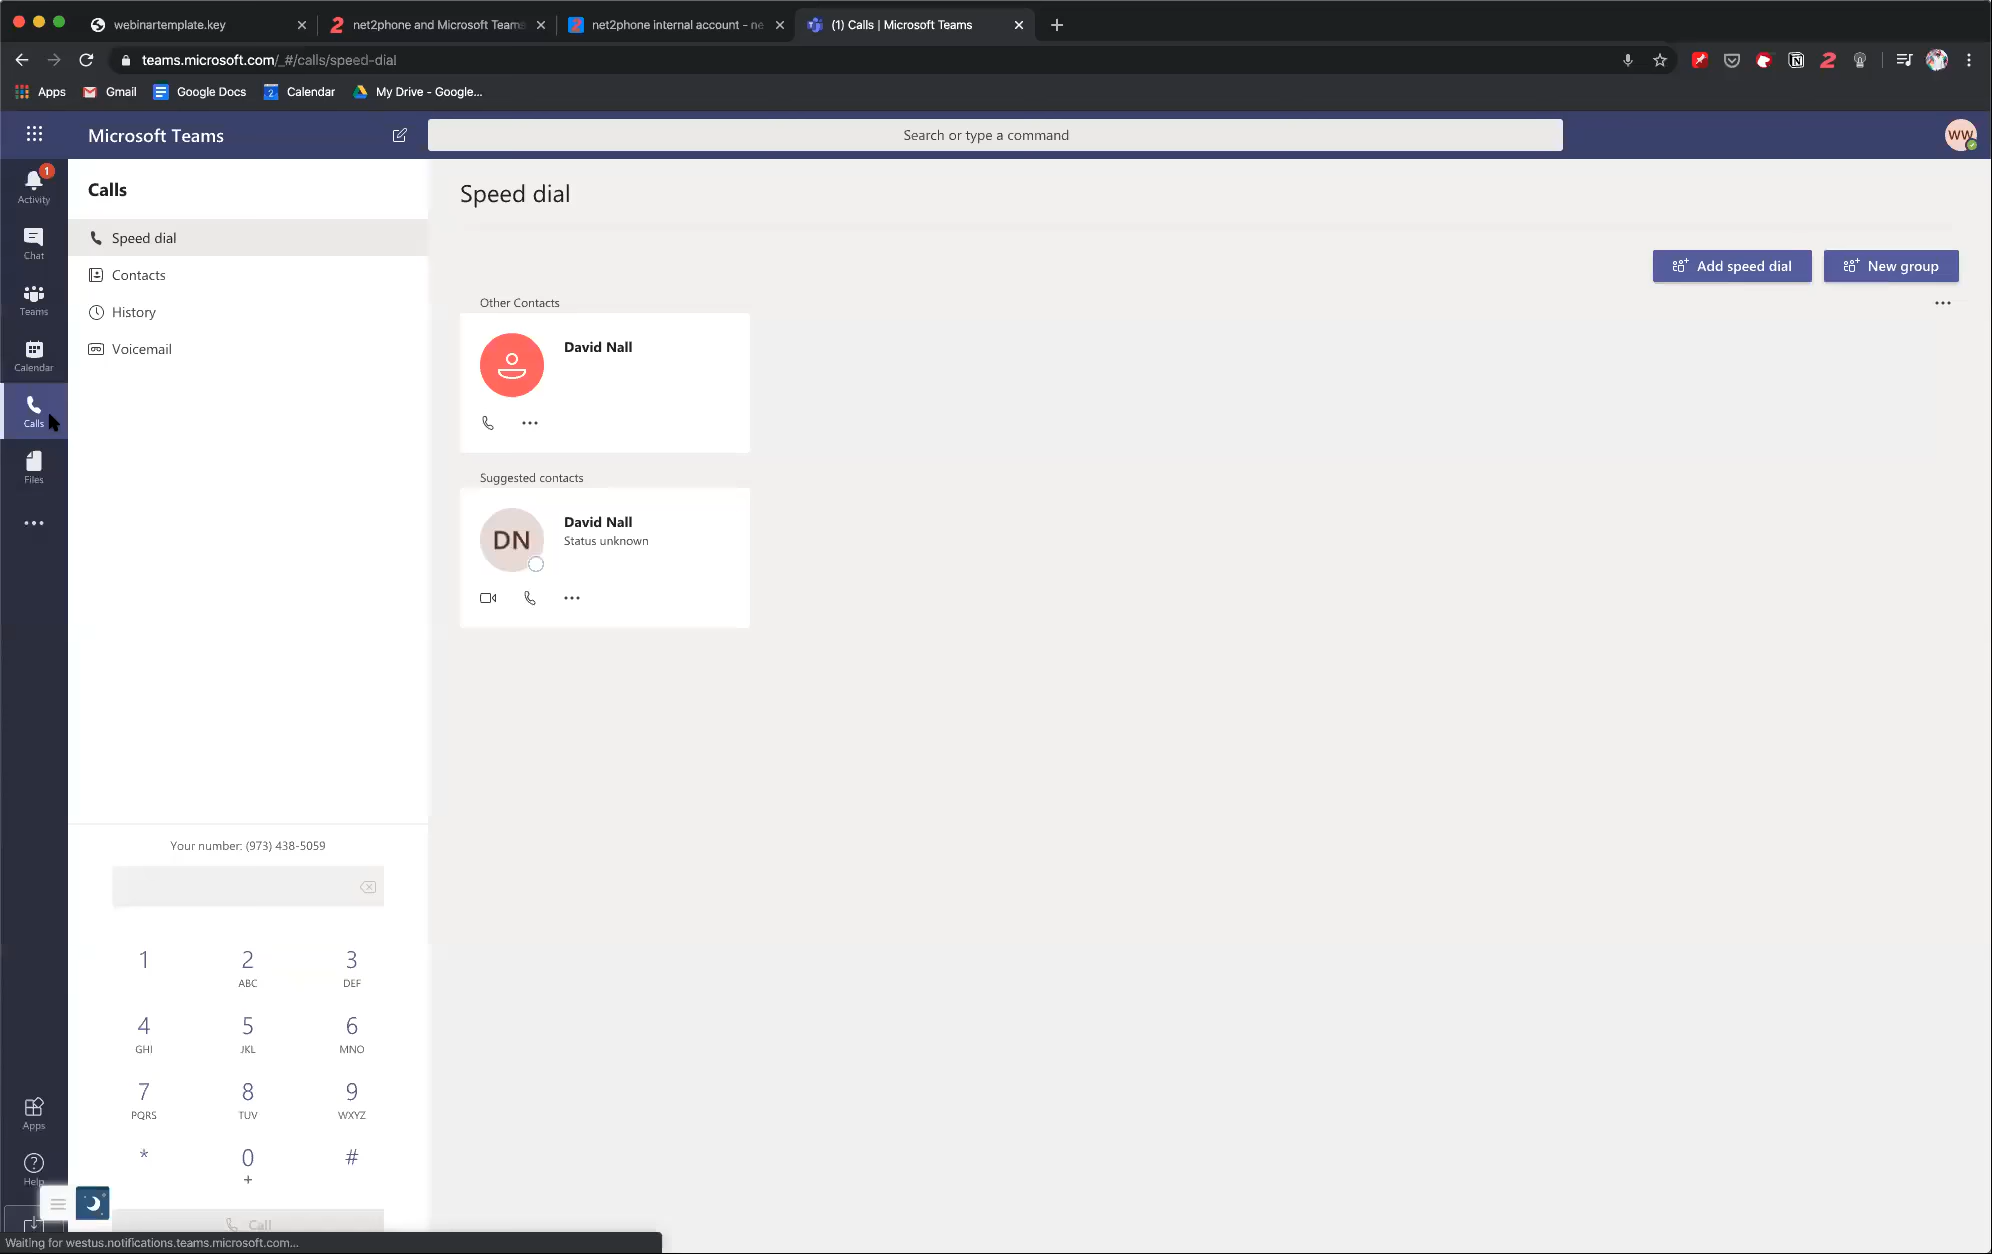 webinartemplate.key
net2phone and Microsoft Teams
net2phone internal account - ne
(1) Calls | Microsoft Teams
teams.microsoft.com/_#/calls/speed-dial
Apps
Gmail
Google Docs
Calendar
My Drive - Google...
Microsoft Teams
Search or type a command
WW
1
Activity
Chat
Teams
Calendar
Calls
Files
Apps
Help
Calls
Speed dial
Contacts
History
Voicemail
Your number: (973) 438-5059
1
2
3
ABC
DEF
4
5
6
GHI
JKL
MNO
7
8
9
PQRS
TUV
WXYZ
*
0
#
+
Call
Speed dial
Add speed dial
New group
Other Contacts
David Nall
Suggested contacts
DN
David Nall
Status unknown
Waiting for westus.notifications.teams.microsoft.com...